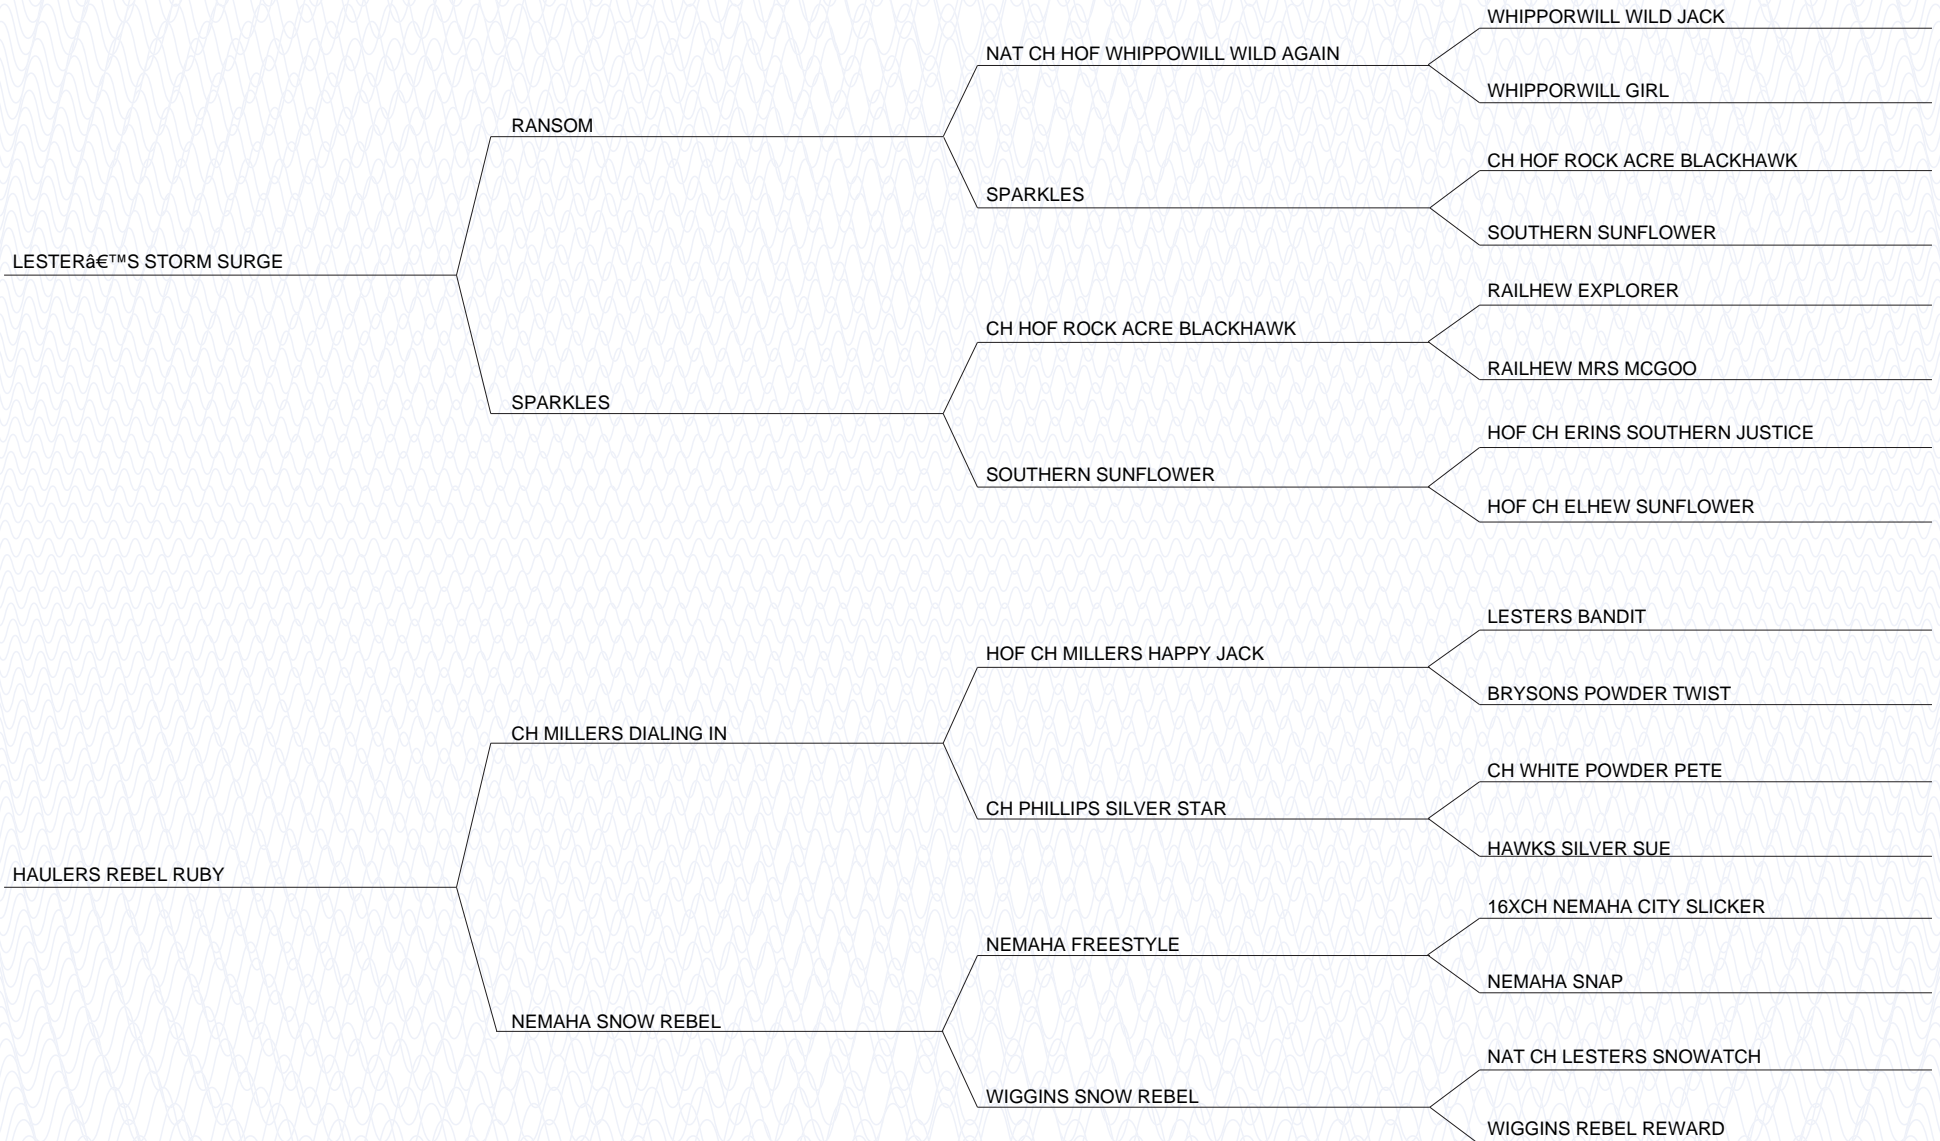 WHIPPORWILL WILD JACK
NAT CH HOF WHIPPOWILL WILD AGAIN
WHIPPORWILL GIRL
RANSOM
CH HOF ROCK ACRE BLACKHAWK
SPARKLES
SOUTHERN SUNFLOWER
LESTERâ€™S STORM SURGE
RAILHEW EXPLORER
CH HOF ROCK ACRE BLACKHAWK
RAILHEW MRS MCGOO
SPARKLES
HOF CH ERINS SOUTHERN JUSTICE
SOUTHERN SUNFLOWER
HOF CH ELHEW SUNFLOWER
LESTERS BANDIT
HOF CH MILLERS HAPPY JACK
BRYSONS POWDER TWIST
CH MILLERS DIALING IN
CH WHITE POWDER PETE
CH PHILLIPS SILVER STAR
HAWKS SILVER SUE
HAULERS REBEL RUBY
16XCH NEMAHA CITY SLICKER
NEMAHA FREESTYLE
NEMAHA SNAP
NEMAHA SNOW REBEL
NAT CH LESTERS SNOWATCH
WIGGINS SNOW REBEL
WIGGINS REBEL REWARD